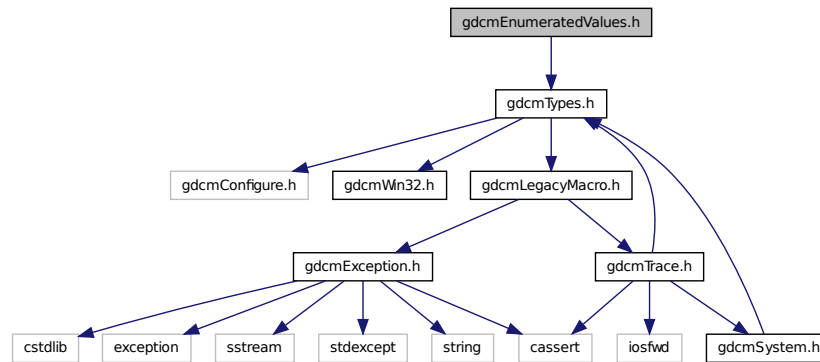 gdcmEnumeratedValues.h
gdcmTypes.h
gdcmConfigure.h
gdcmWin32.h
gdcmLegacyMacro.h
gdcmException.h
gdcmTrace.h
cstdlib
exception
sstream
stdexcept
string
cassert
iosfwd
gdcmSystem.h